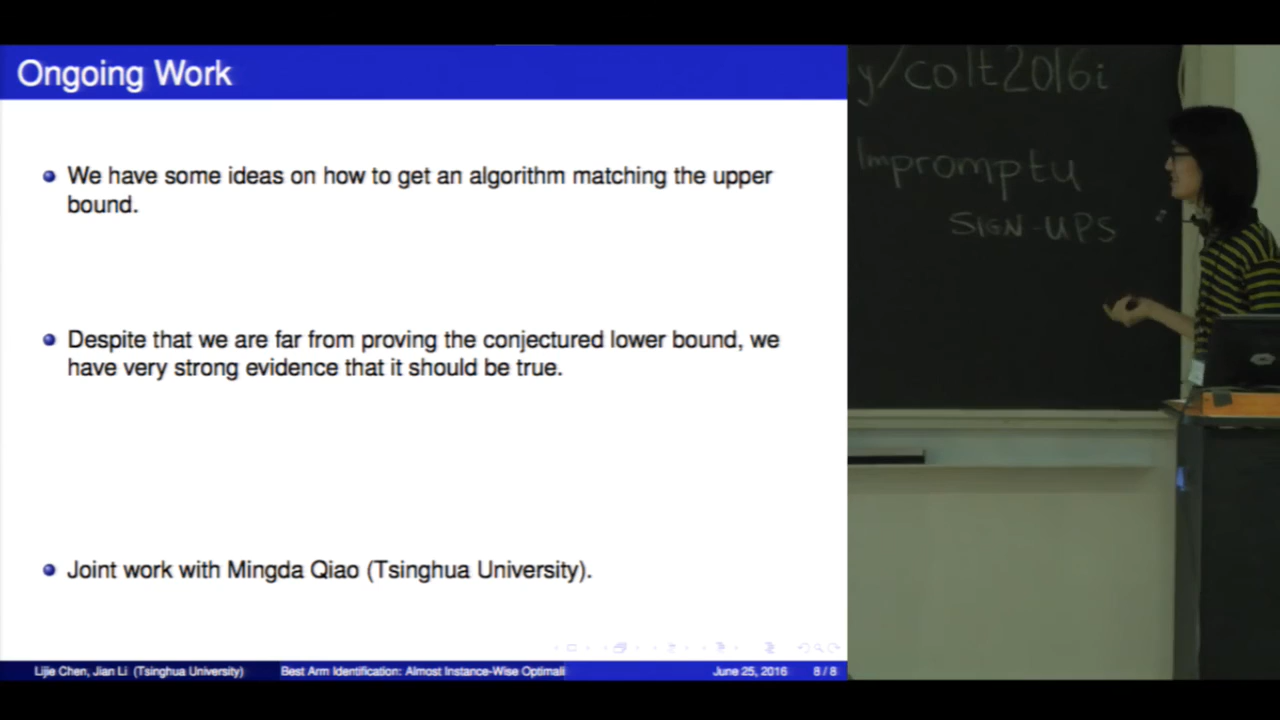 Ongoing Work
We have some ideas on how to get an algorithm matching the upper
bound.
Despite that we are far from proving the conjectured lower bound, we
have very strong evidence that it should be true.
Joint work with Mingda Qiao (Tsinghua University).
Lijie Chen, Jian Li (Tsinghua University)
Best Arm Identification: Almost Instance-Wise Optimali
June 25, 2016
8 / 8
y/colt2016i
Impromptu
SIGN-UPS